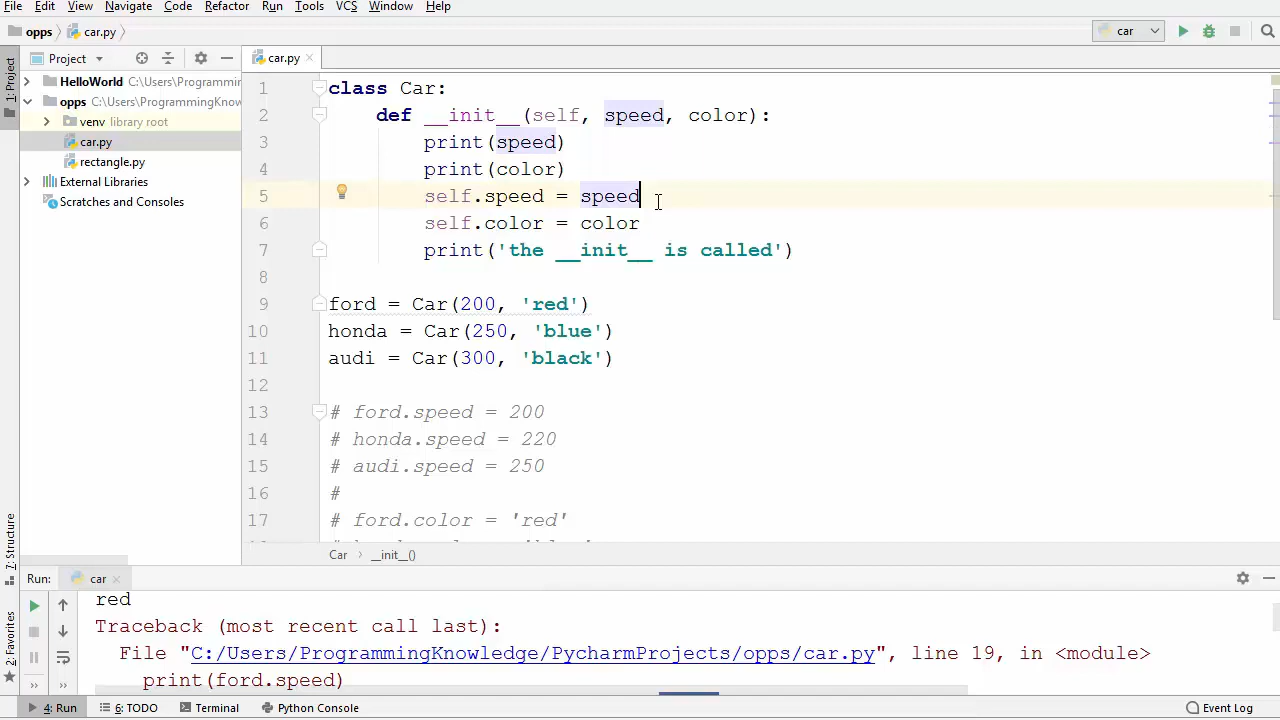 File Edit View Navigate Code Refactor Run Tools VCS Window Help
opps car.py car
Project car.py
1: Project
HelloWorld C:\Users\Programmin
opps C:\Users\ProgrammingKnow
venv library root
car.py
rectangle.py
External Libraries
Scratches and Consoles
1 class Car:
2 def __init__(self, speed, color):
3 print(speed)
4 print(color)
5 self.speed = speed
6 self.color = color
7 print('the __init__ is called')
8
9 ford = Car(200, 'red')
10 honda = Car(250, 'blue')
11 audi = Car(300, 'black')
12
13 # ford.speed = 200
14 # honda.speed = 220
15 # audi.speed = 250
16 #
17 # ford.color = 'red'
Car __init__()
7: Structure
2: Favorites
Run: car
red
Traceback (most recent call last):
File "C:/Users/ProgrammingKnowledge/PycharmProjects/opps/car.py", line 19, in <module>
print(ford.speed)
4: Run 6: TODO Terminal Python Console Event Log